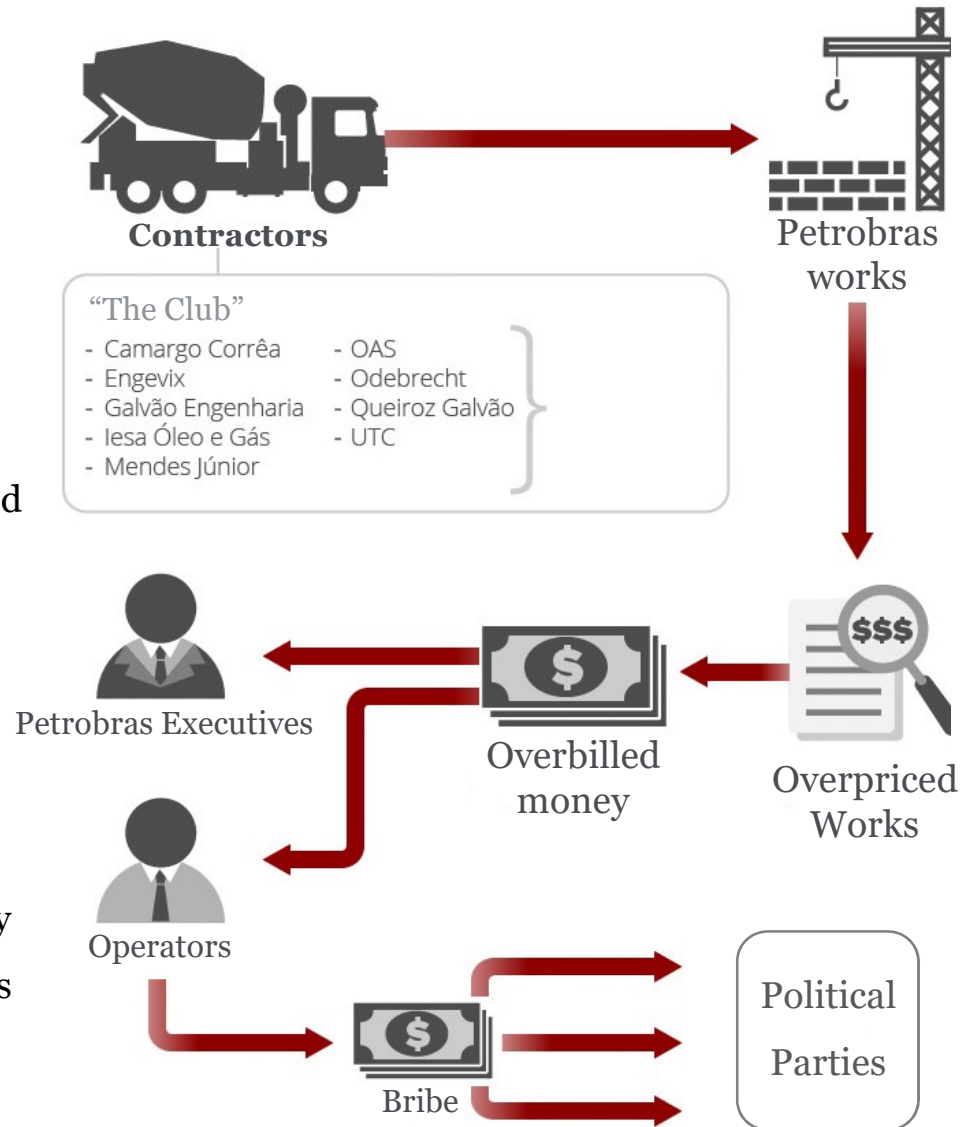 Contractors
Petrobras
works
“The Club”
- Camargo Corrêa
- Engevix
- Galvão Engenharia
- Iesa Óleo e Gás
- Mendes Júnior
- OAS
- Odebrecht
- Queiroz Galvão
- UTC
$$$
Overpriced
Works
$
Overbilled
money
Petrobras Executives
Operators
$
Bribe
Political
Parties